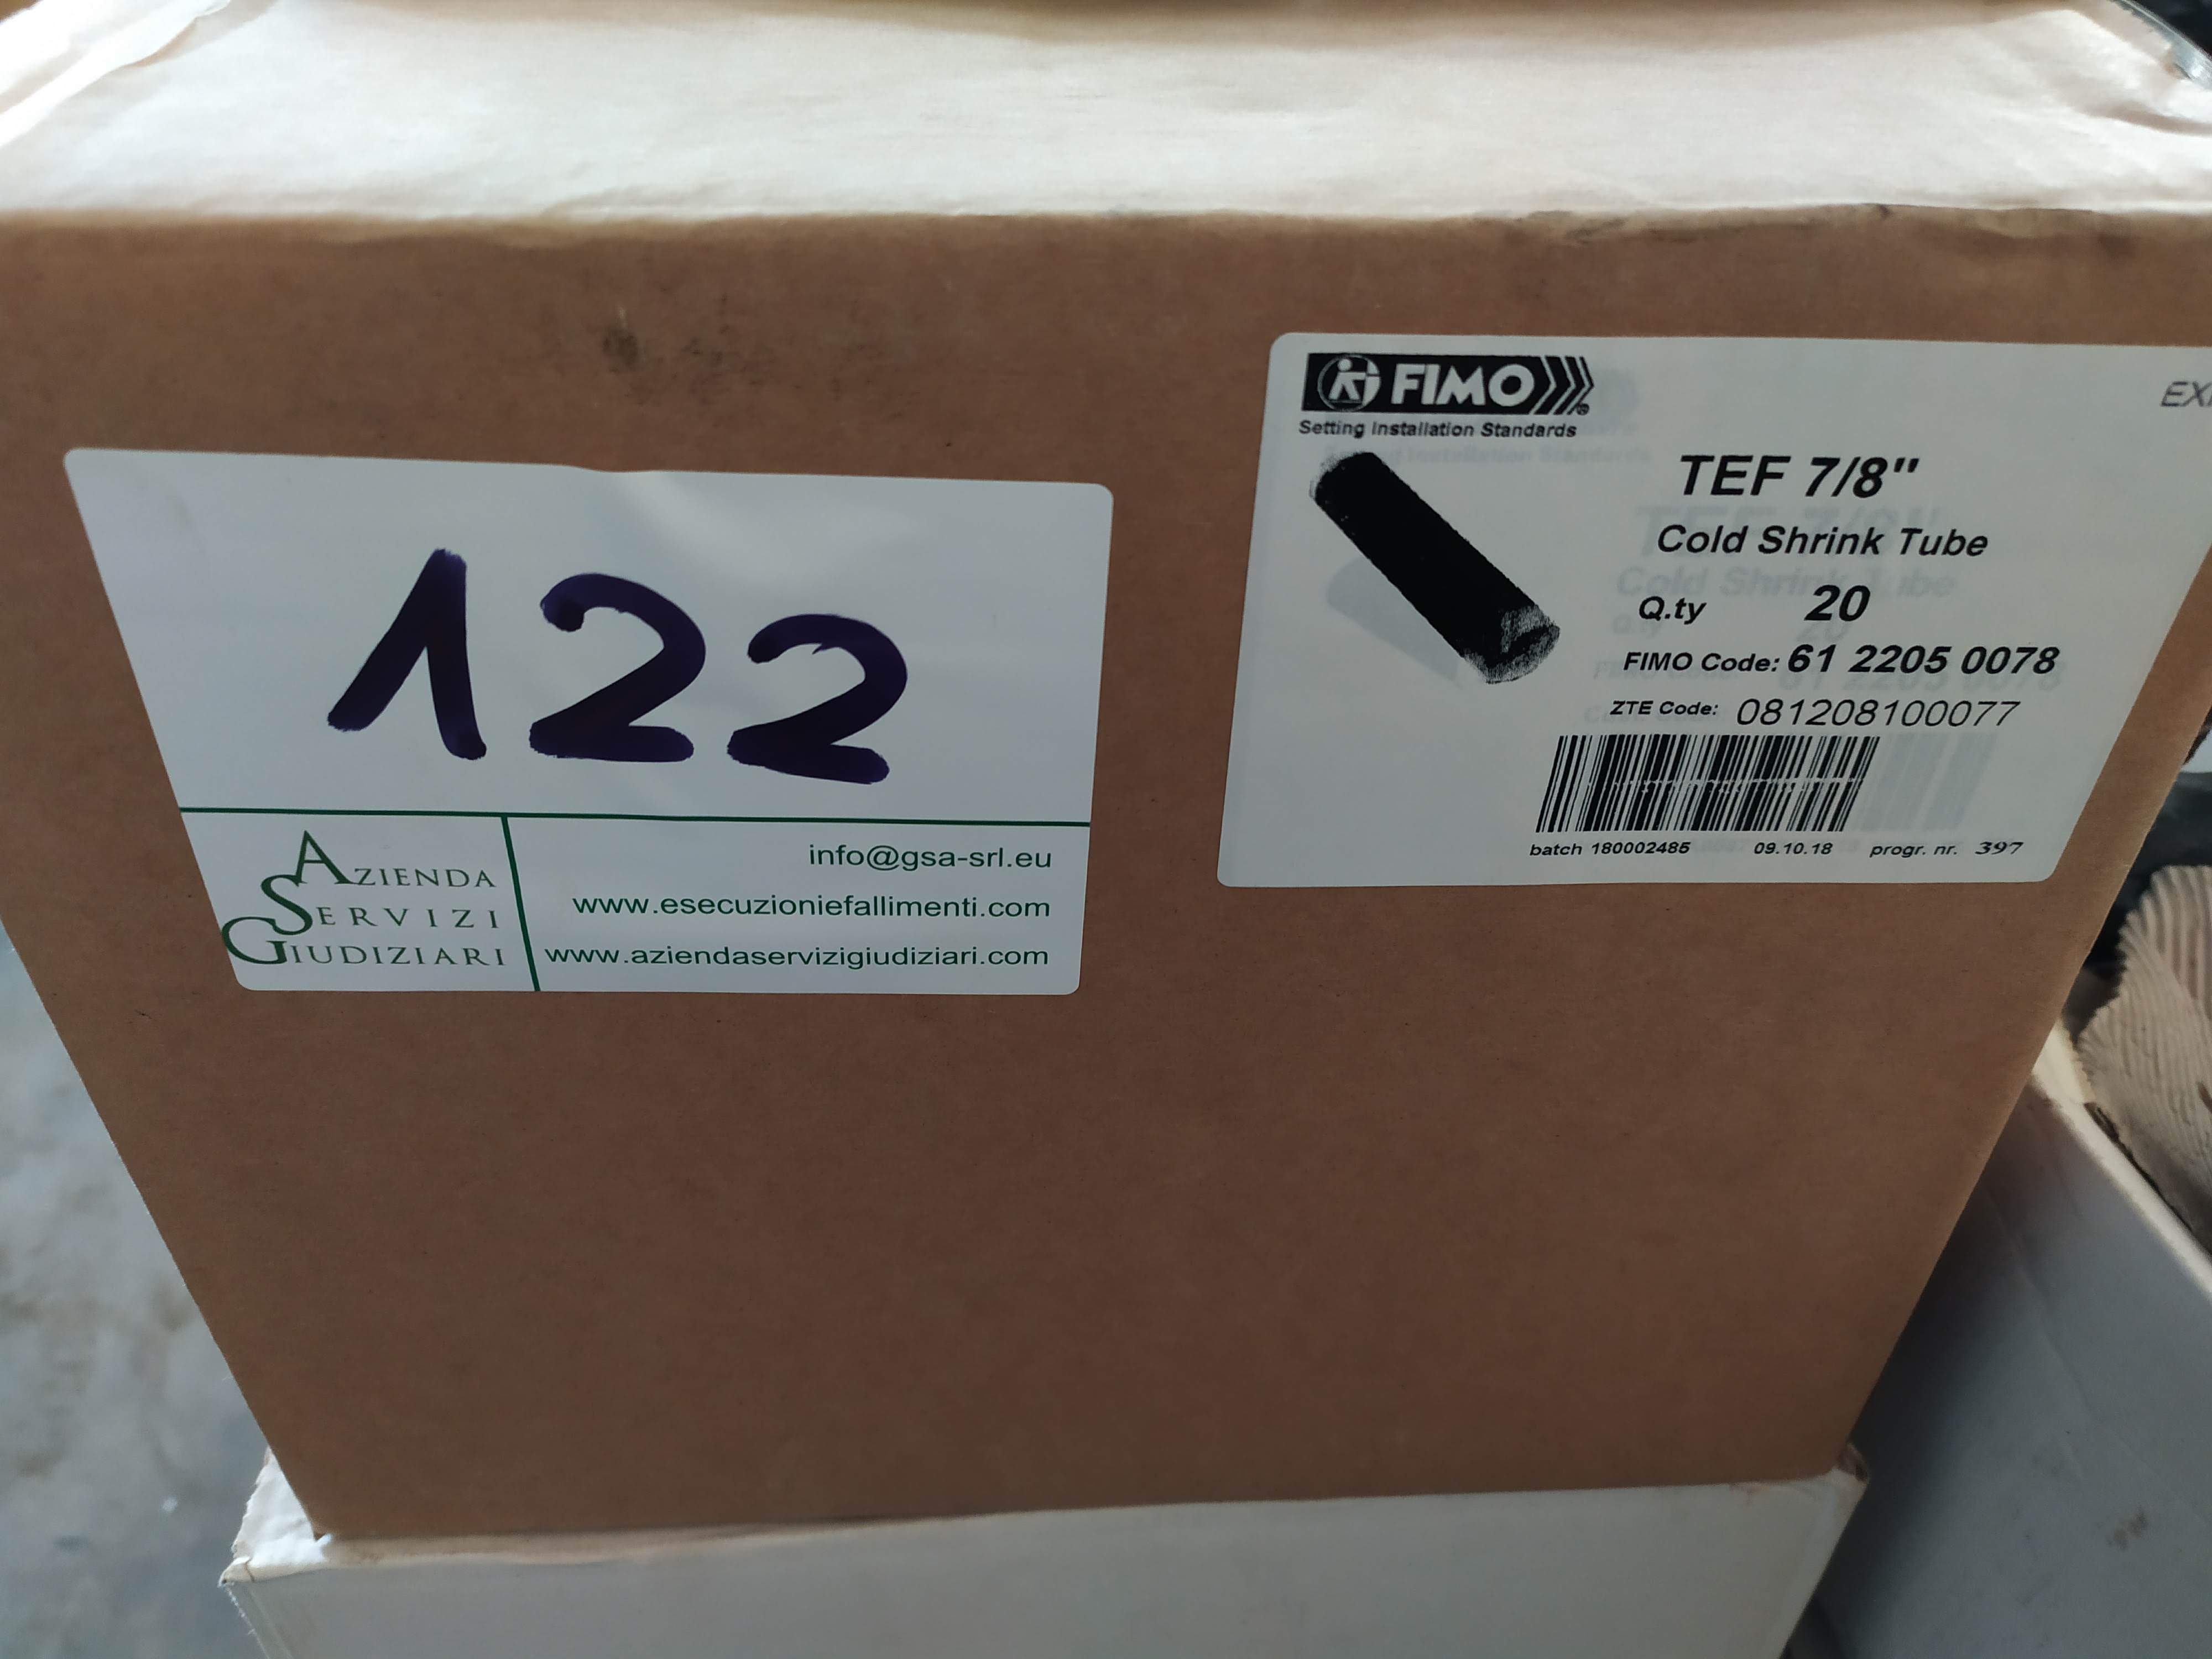 122
AZIENDA
SERVIZI
GIUDIZIARI
info@gsa-srl.eu
www.esecuzioniefallimenti.com
www.aziendaservizigiudiziari.com
FIMO
Setting Installation Standards
TEF 7/8"
Cold Shrink Tube
Q.ty 20
FIMO Code: 61 2205 0078
ZTE Code: 081208100077
batch 180002485 09.10.18 progr. nr. 397